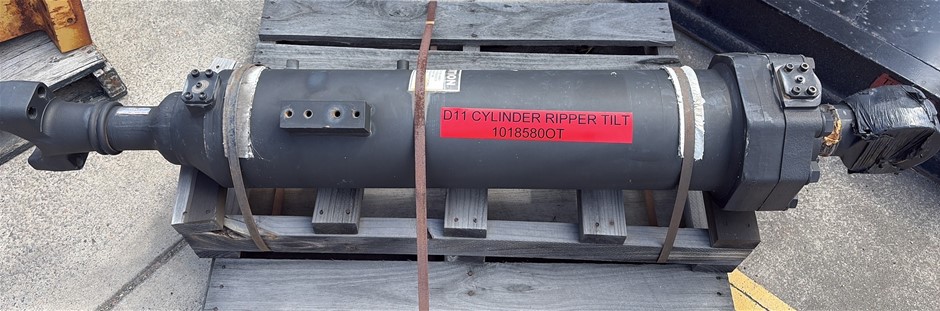 D11 CYLINDER RIPPER TILT
1018580OT